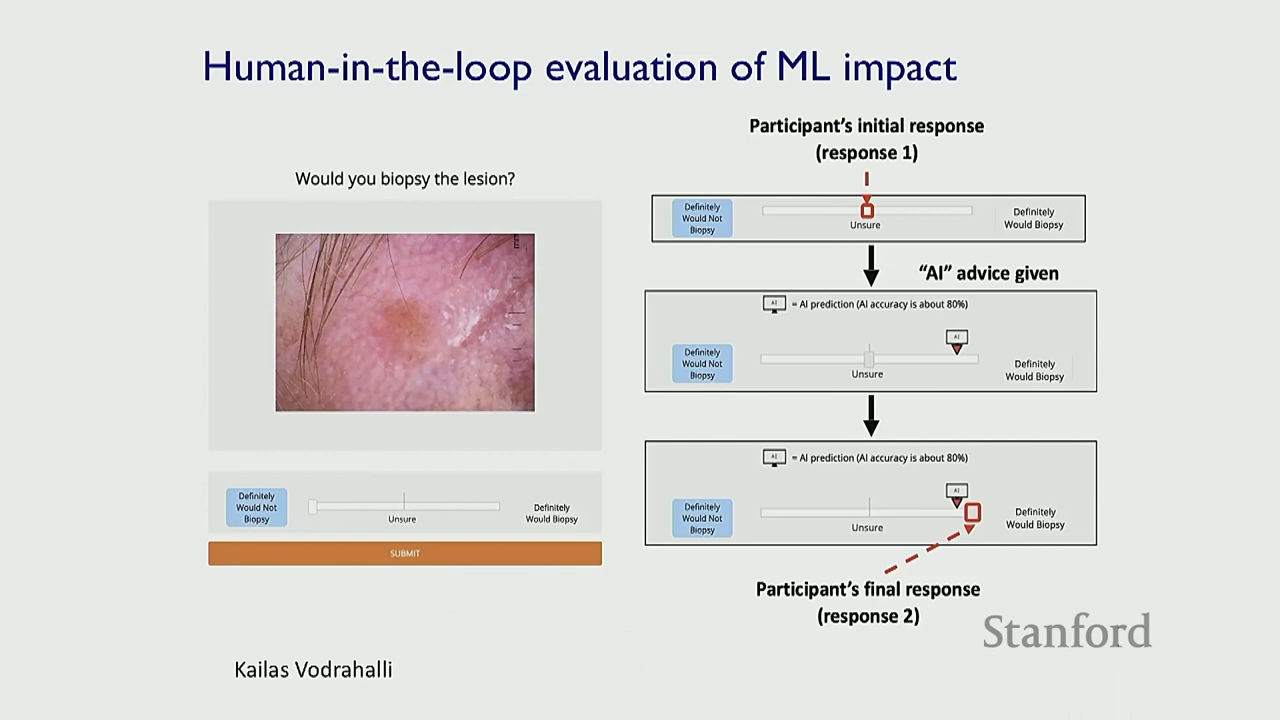 Human-in-the-loop evaluation of ML impact
Would you biopsy the lesion?
Definitely
Would Not
Biopsy
Unsure
Definitely
Would Biopsy
SUBMIT
Kailas Vodrahalli
Participant's initial response
(response 1)
Definitely
Would Not
Biopsy
Unsure
Definitely
Would Biopsy
"AI" advice given
AI = AI prediction (AI accuracy is about 80%)
AI
Definitely
Would Not
Biopsy
Unsure
Definitely
Would Biopsy
AI = AI prediction (AI accuracy is about 80%)
AI
Definitely
Would Not
Biopsy
Unsure
Definitely
Would Biopsy
Participant's final response
(response 2)
Stanford